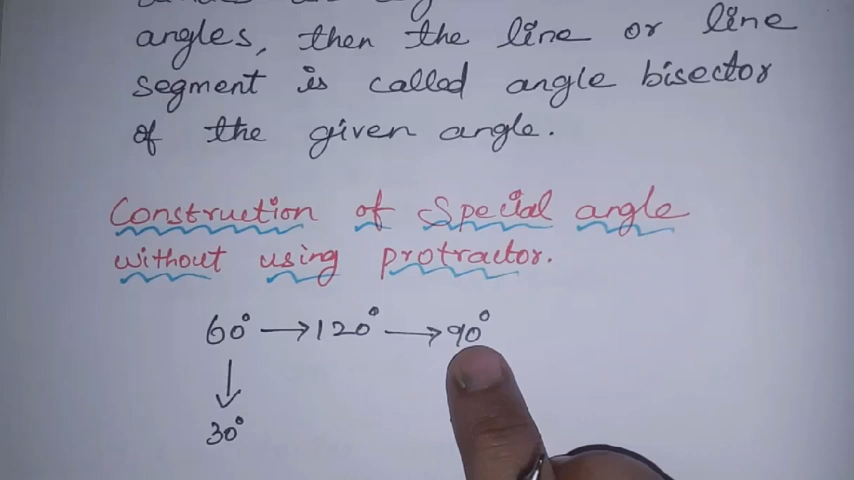 angles, then the line or line
segment is called angle bisector
of the given angle.
Construction of Special angle
without using protractor.
60° → 120° → 90°
↓
30°